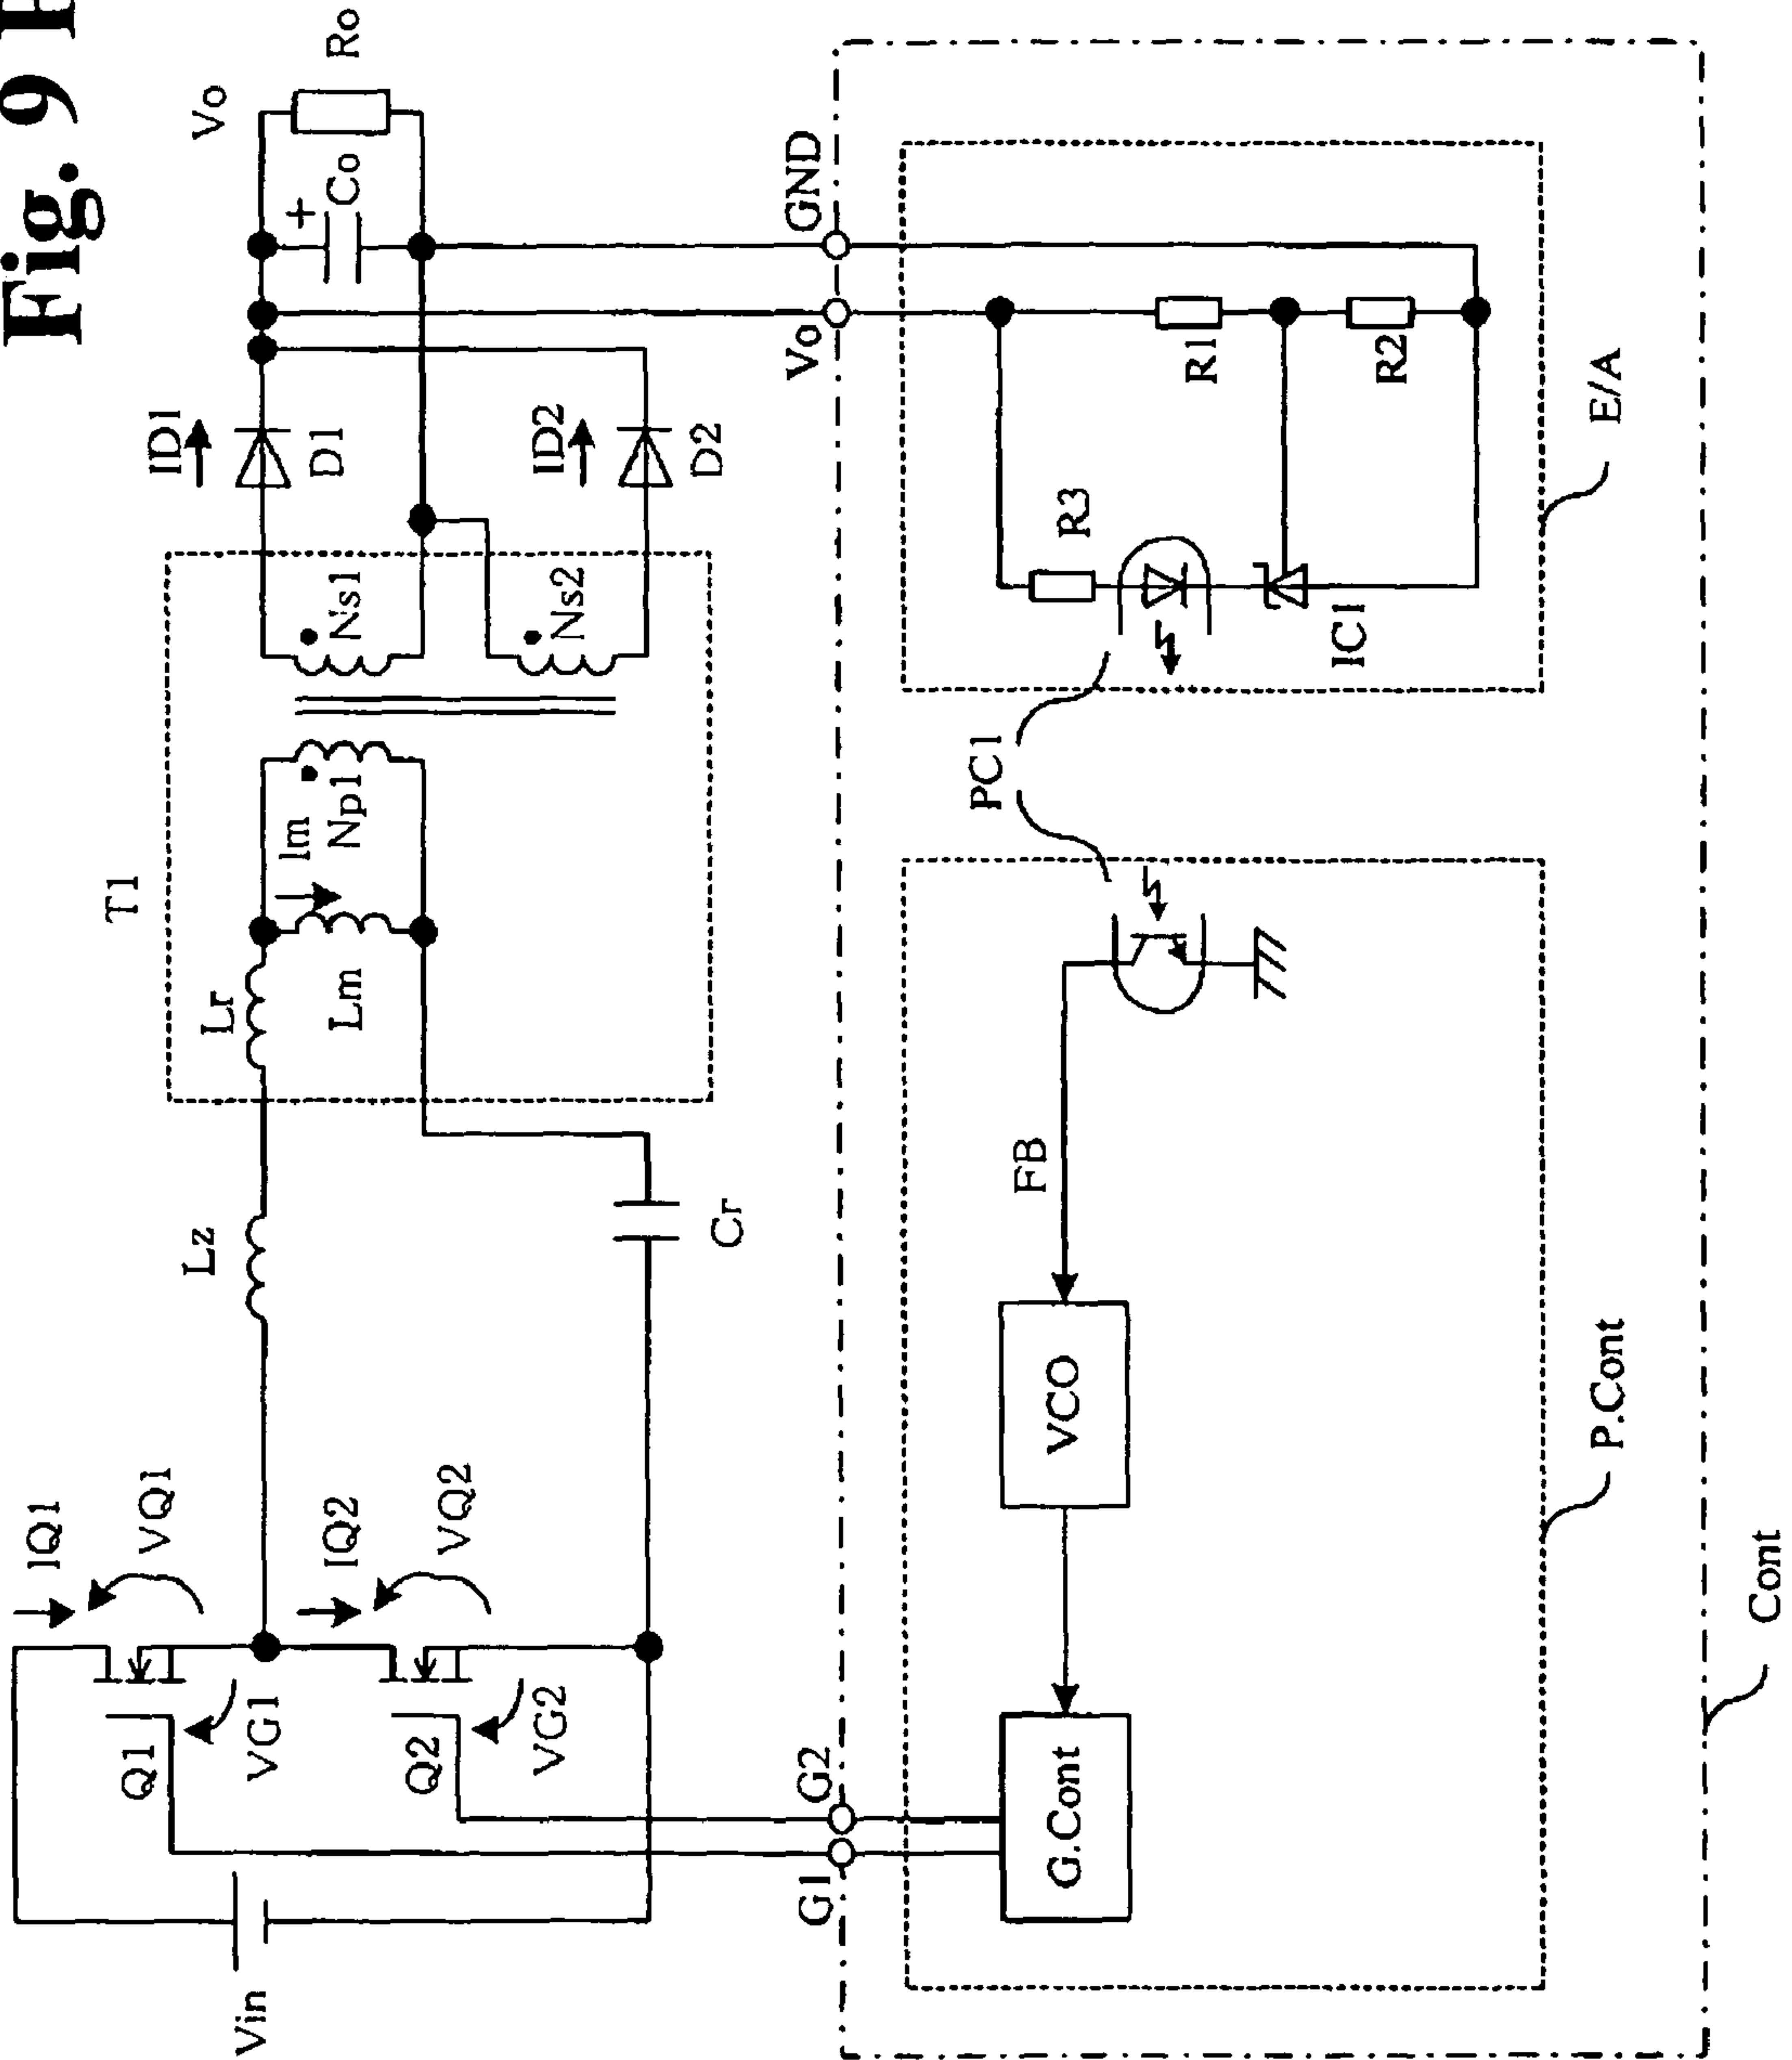 Fig. 9
Vin
Q1
VG1
IQ1
VQ1
Q2
VG2
IQ2
VQ2
Lz
Cr
T1
Lr
Lm
Im
Np1
Ns1
Ns2
ID1
D1
ID2
D2
Vo
Co
+
Ro
G1
G2
Vo
GND
G.Cont
VCO
FB
PC1
R3
IC1
R1
R2
E/A
P.Cont
Cont